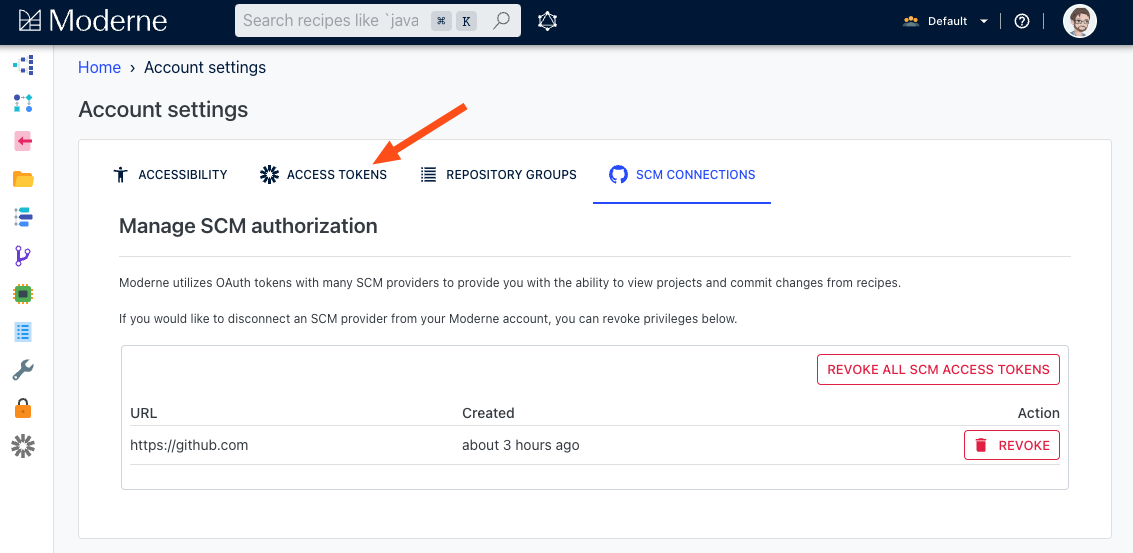 Moderne
Search recipes like `java ⌘ K
Default
Home › Account settings
Account settings
ACCESSIBILITY
ACCESS TOKENS
REPOSITORY GROUPS
SCM CONNECTIONS
Manage SCM authorization
Moderne utilizes OAuth tokens with many SCM providers to provide you with the ability to view projects and commit changes from recipes.
If you would like to disconnect an SCM provider from your Moderne account, you can revoke privileges below.
REVOKE ALL SCM ACCESS TOKENS
URL Created Action
https://github.com about 3 hours ago REVOKE